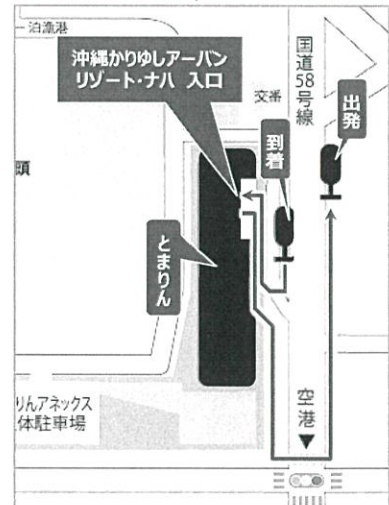 泊漁港
沖縄かりゆしアーバン
リゾート・ナハ 入口
交番
国道58号線
出発
到着
頭
とまりん
りんアネックス
体駐車場
空港